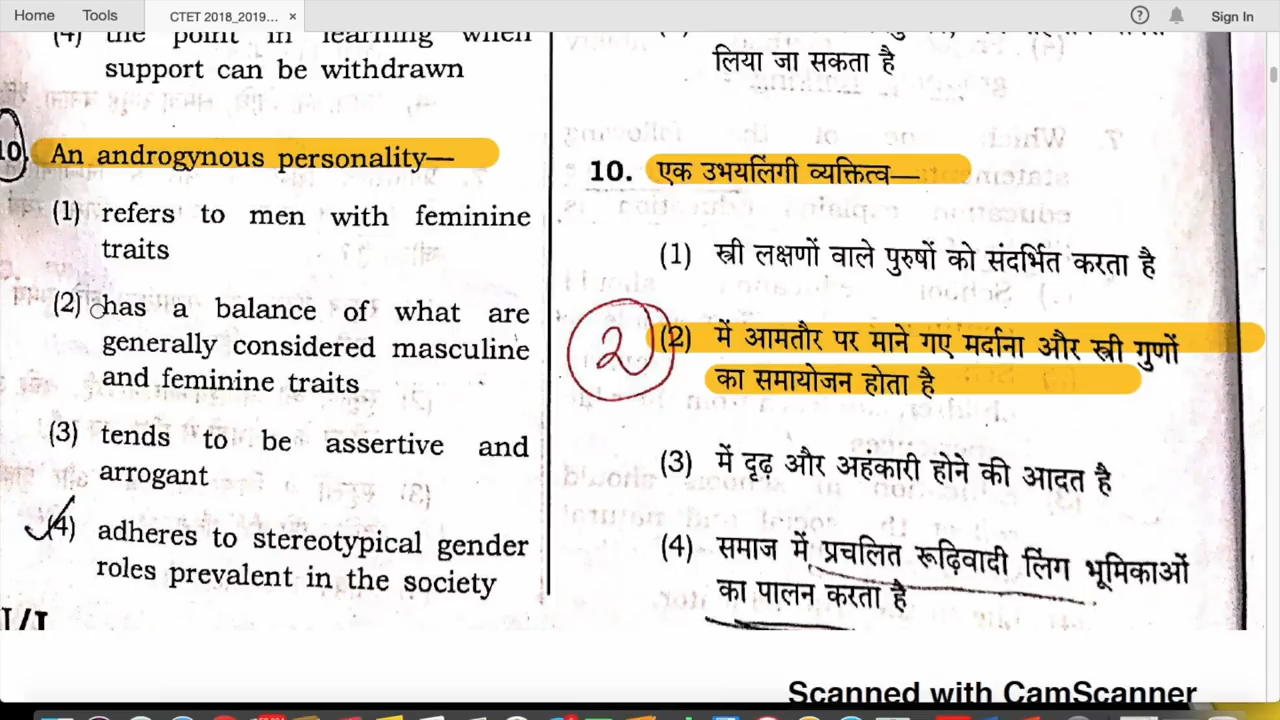 Home Tools CTET 2018_2019... × Sign In
(4) the point in learning when
support can be withdrawn
10. An androgynous personality—
(1) refers to men with feminine
traits
(2) has a balance of what are
generally considered masculine
and feminine traits
(3) tends to be assertive and
arrogant
(4) adheres to stereotypical gender
roles prevalent in the society
I/I
लिया जा सकता है
10. एक उभयलिंगी व्यक्तित्व—
(1) स्त्री लक्षणों वाले पुरुषों को संदर्भित करता है
2
(2) में आमतौर पर माने गए मर्दाना और स्त्री गुणों
का समायोजन होता है
(3) में दृढ़ और अहंकारी होने की आदत है
(4) समाज में प्रचलित रूढ़िवादी लिंग भूमिकाओं
का पालन करता है
Scanned with CamScanner